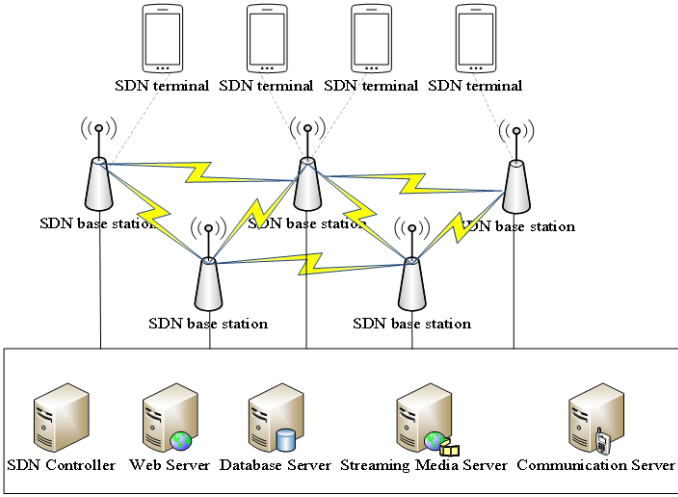 SDN terminal SDN terminal SDN terminal SDN terminal
SDN base station SDN base station SDN base station
SDN base station SDN base station
SDN Controller Web Server Database Server Streaming Media Server Communication Server